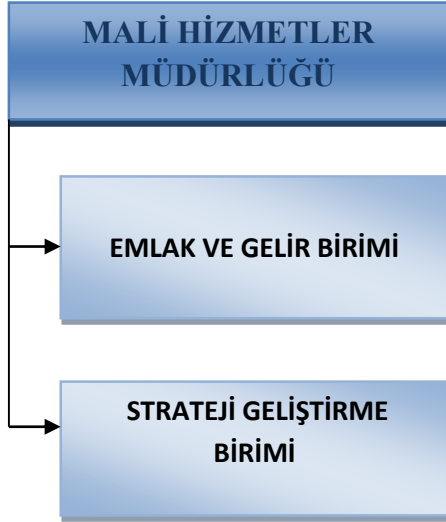 MALİ HİZMETLER
MÜDÜRLÜĞÜ
EMLAK VE GELİR BİRİMİ
STRATEJİ GELİŞTİRME
BİRİMİ